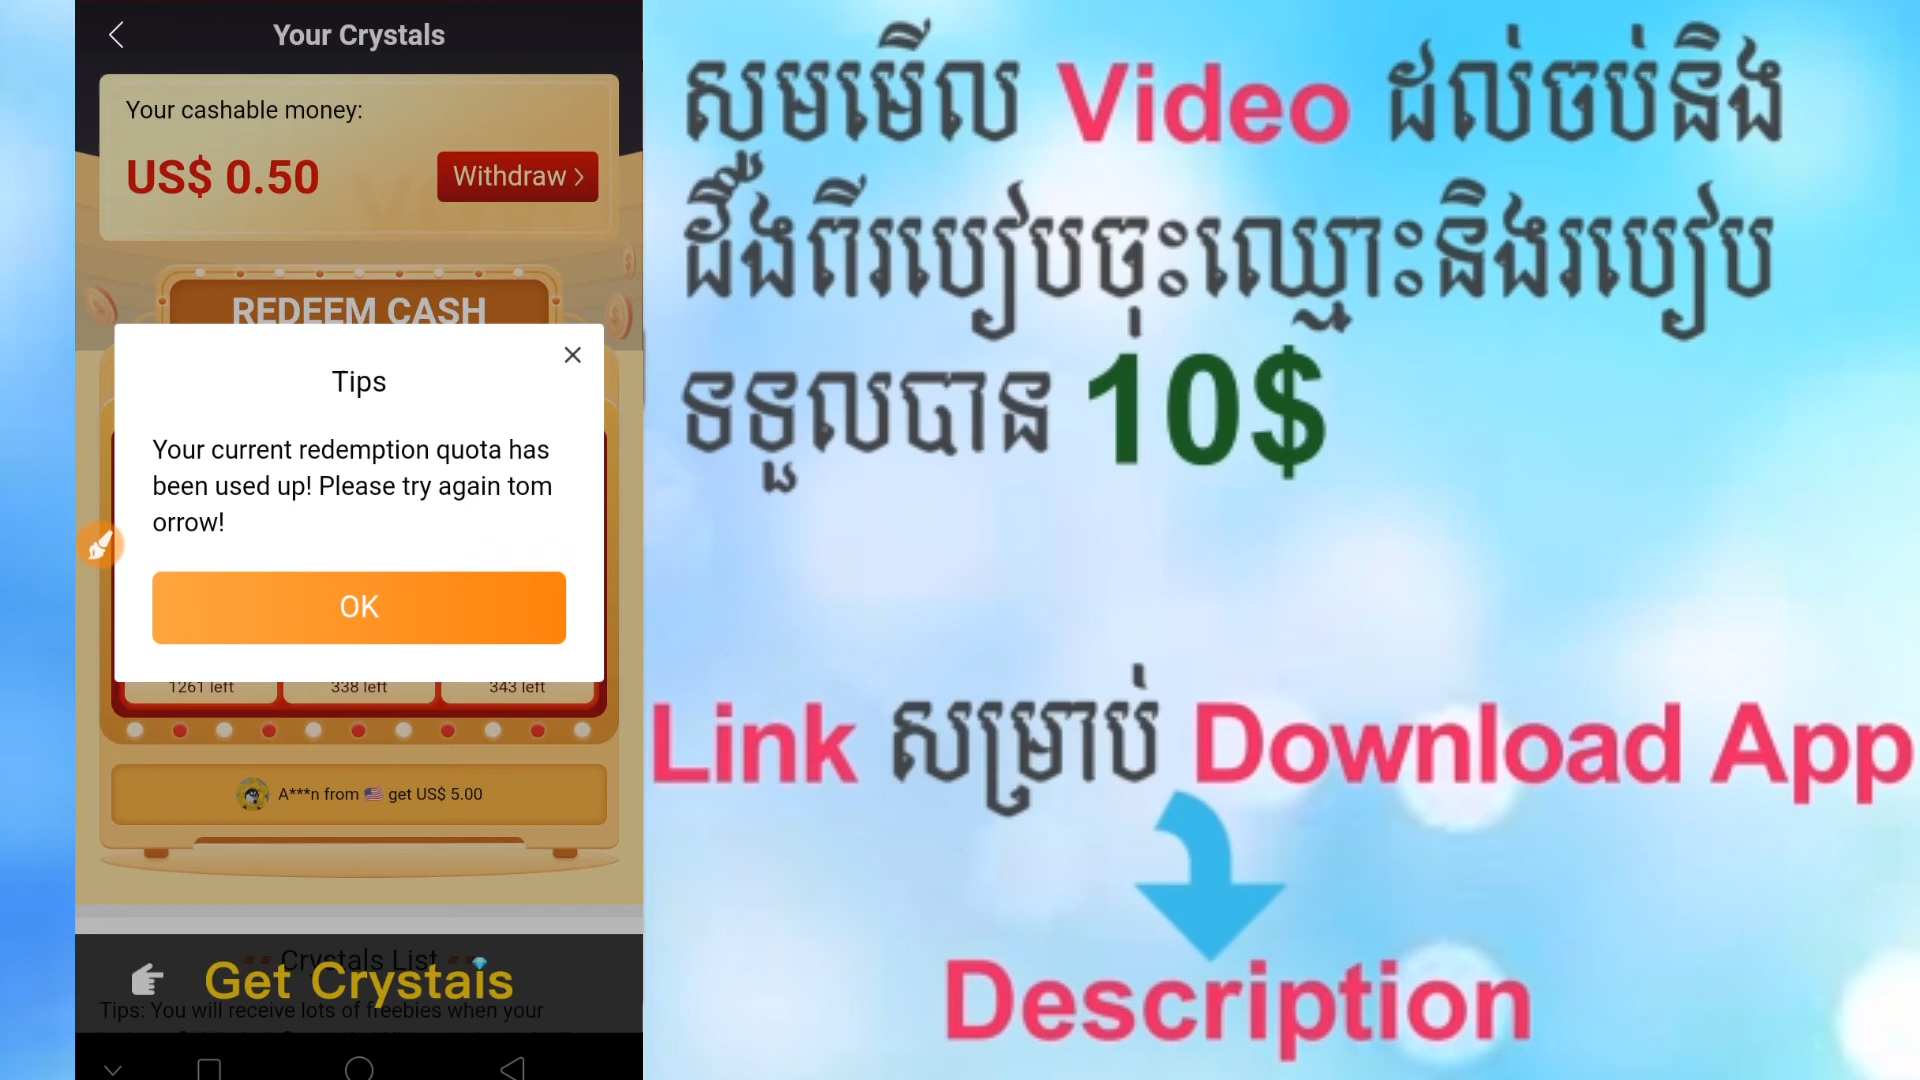 Your Crystals
Your cashable money:
US$ 0.50
Withdraw >
REDEEM CASH
Tips
Your current redemption quota has
been used up! Please try again tom
orrow!
OK
1261 left
338 left
343 left
A***n from 🇺🇸 get US$ 5.00
Crystals List
Get Crystals
Tips: You will receive lots of freebies when your
សូមមើល Video ដល់ចប់និង
ដឹងពីរបៀបចុះឈ្មោះនិងរបៀប
ទទួលបាន 10$
Link សម្រាប់ Download App
Description